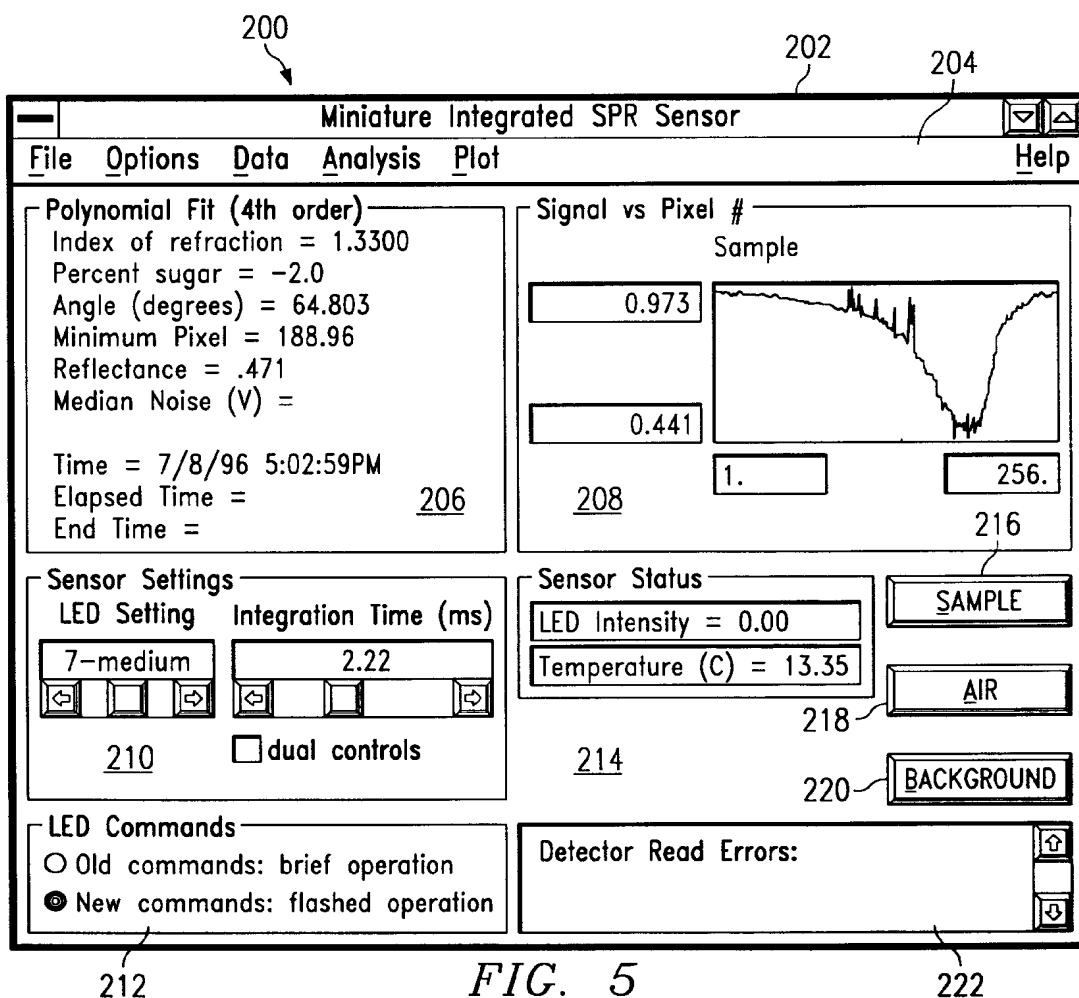 200
202
204
Miniature Integrated SPR Sensor
File Options Data Analysis Plot Help
Polynomial Fit (4th order)
Index of refraction = 1.3300
Percent sugar = -2.0
Angle (degrees) = 64.803
Minimum Pixel = 188.96
Reflectance = .471
Median Noise (V) =
Time = 7/8/96 5:02:59PM
Elapsed Time =
End Time =
206
Signal vs Pixel #
Sample
0.973
0.441
1.
256.
208
216
Sensor Settings
LED Setting
Integration Time (ms)
7-medium
2.22
dual controls
210
Sensor Status
LED Intensity = 0.00
Temperature (C) = 13.35
214
SAMPLE
AIR
218
BACKGROUND
220
LED Commands
Old commands: brief operation
New commands: flashed operation
212
Detector Read Errors:
222
FIG. 5